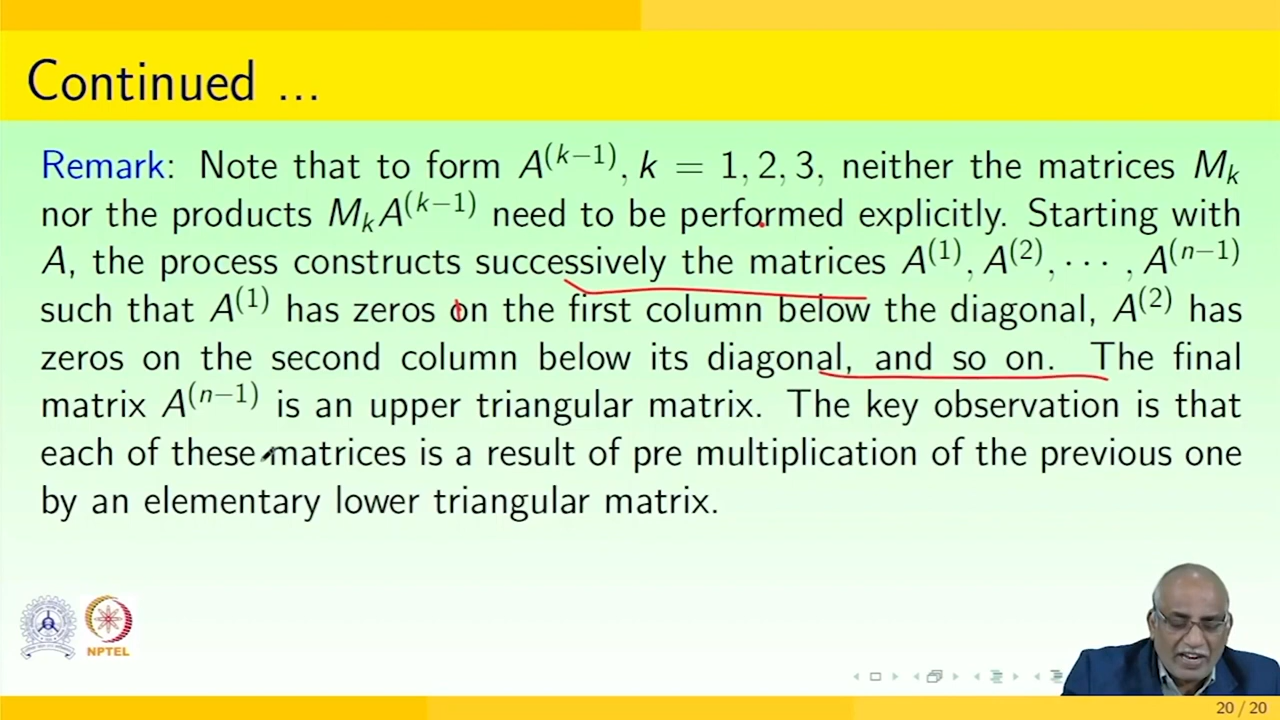 Continued ...
Remark: Note that to form A^(k−1), k = 1, 2, 3, neither the matrices M_k
nor the products M_kA^(k−1) need to be performed explicitly. Starting with
A, the process constructs successively the matrices A^(1), A^(2), ⋯ , A^(n−1)
such that A^(1) has zeros on the first column below the diagonal, A^(2) has
zeros on the second column below its diagonal, and so on. The final
matrix A^(n−1) is an upper triangular matrix. The key observation is that
each of these matrices is a result of pre multiplication of the previous one
by an elementary lower triangular matrix.
NPTEL
20 / 20